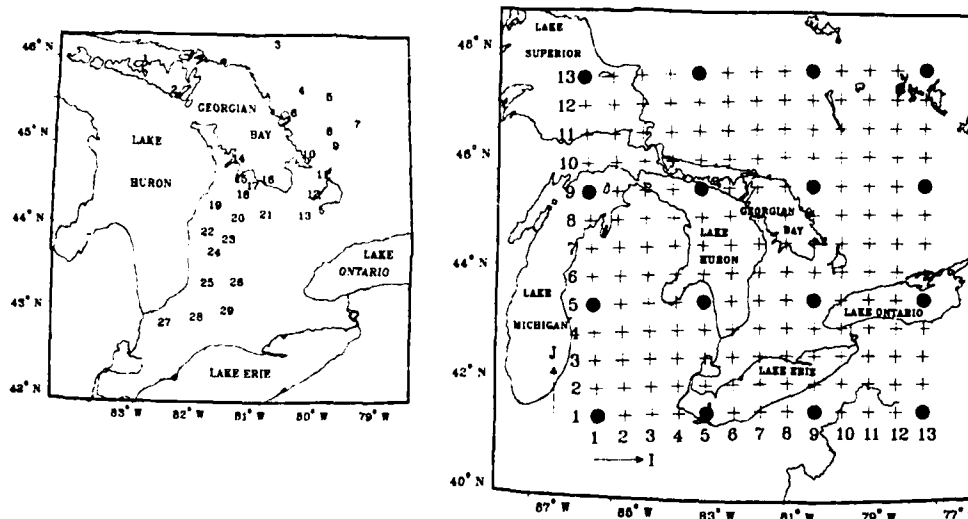 46° N
45° N
44° N
43° N
42° N
83° W
82° W
81° W
80° W
79° W
3
2
GEORGIAN
BAY
4
5
6
7
8
9
LAKE
HURON
10
11
12
13
14
15
16
17
18
19
20
21
22
23
24
25
26
27
28
29
LAKE
ONTARIO
LAKE ERIE
48° N
46° N
44° N
42° N
40° N
87° W
85° W
83° W
81° W
79° W
77°
LAKE
SUPERIOR
13
12
11
10
9
8
7
6
5
4
3
2
1
GEORGIAN
BAY
LAKE
HURON
LAKE
MICHIGAN
J
LAKE ONTARIO
LAKE ERIE
1 2 3 4 5 6 7 8 9 10 11 12 13
I